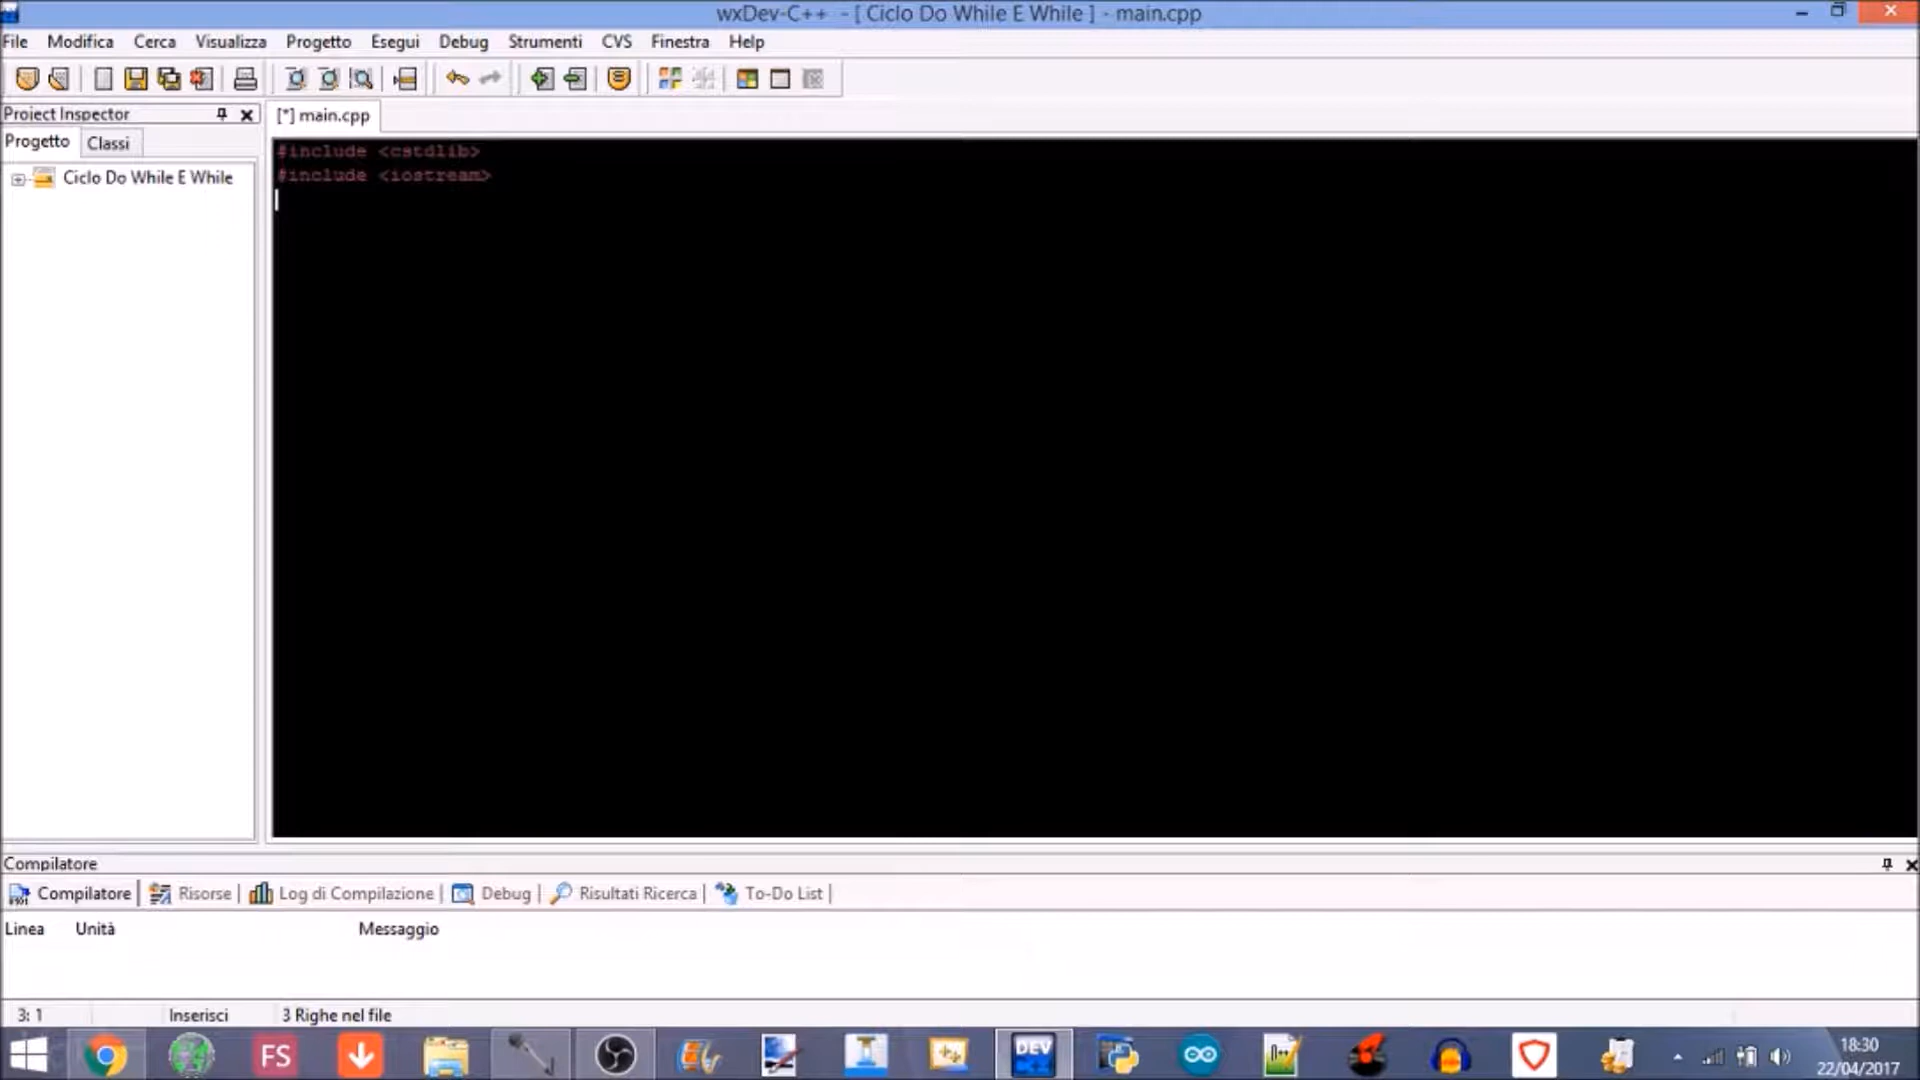 wxDev-C++ - [ Ciclo Do While E While ] - main.cpp
File Modifica Cerca Visualizza Progetto Esegui Debug Strumenti CVS Finestra Help
Project Inspector
[*] main.cpp
Progetto Classi
Ciclo Do While E While
#include <cstdlib>
#include <iostream>
Compilatore
Compilatore Risorse Log di Compilazione Debug Risultati Ricerca To-Do List
Linea Unità Messaggio
3: 1 Inserisci 3 Righe nel file
FS DEV
18:30
22/04/2017